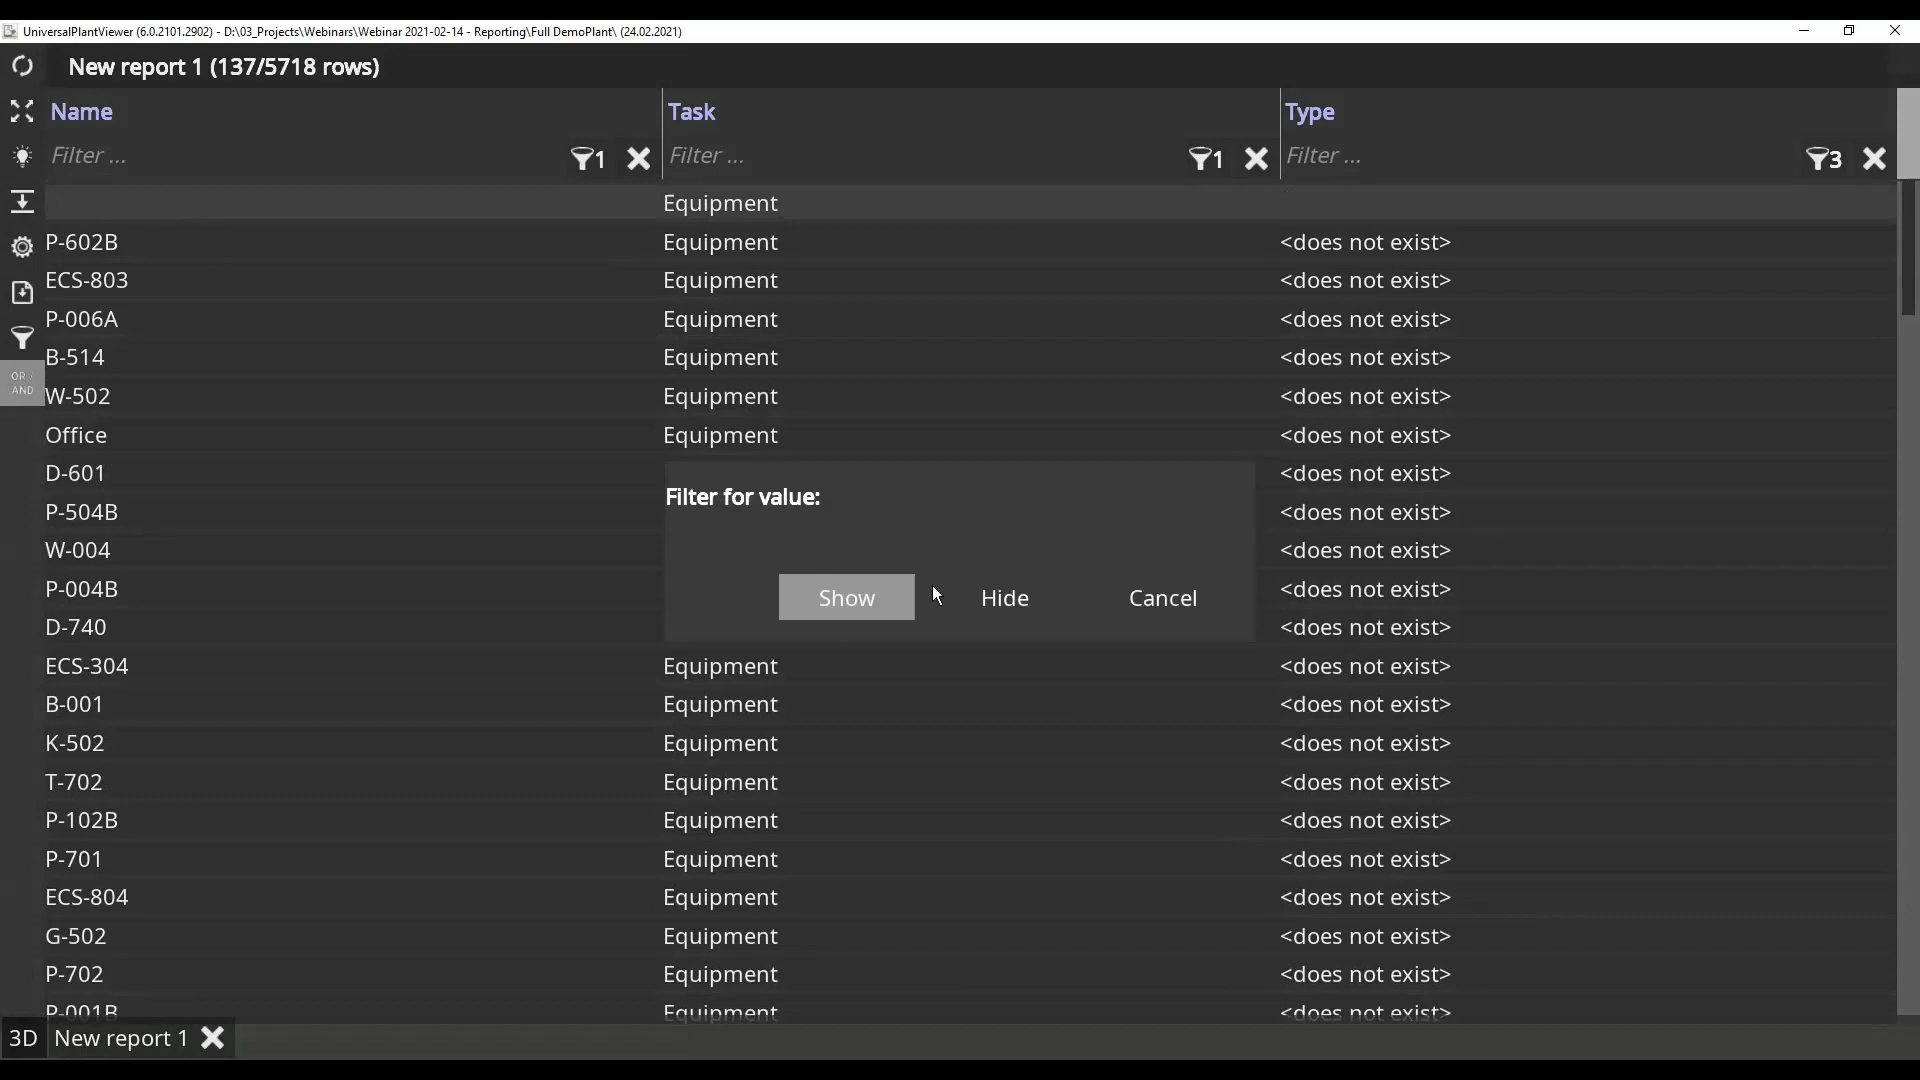 UniversalPlantViewer (6.0.2101.2902) - D:\03_Projects\Webinars\Webinar 2021-02-14 - Reporting\Full DemoPlant\ (24.02.2021)
New report 1 (137/5718 rows)
Name Task Type
Filter ... 1 Filter ... 1 Filter ... 3
Equipment
P-602B Equipment <does not exist>
ECS-803 Equipment <does not exist>
P-006A Equipment <does not exist>
B-514 Equipment <does not exist>
OR /
AND
W-502 Equipment <does not exist>
Office Equipment <does not exist>
D-601 <does not exist>
Filter for value:
P-504B <does not exist>
W-004 <does not exist>
P-004B <does not exist>
Show Hide Cancel
D-740 <does not exist>
ECS-304 Equipment <does not exist>
B-001 Equipment <does not exist>
K-502 Equipment <does not exist>
T-702 Equipment <does not exist>
P-102B Equipment <does not exist>
P-701 Equipment <does not exist>
ECS-804 Equipment <does not exist>
G-502 Equipment <does not exist>
P-702 Equipment <does not exist>
P-001B Equipment <does not exist>
3D New report 1